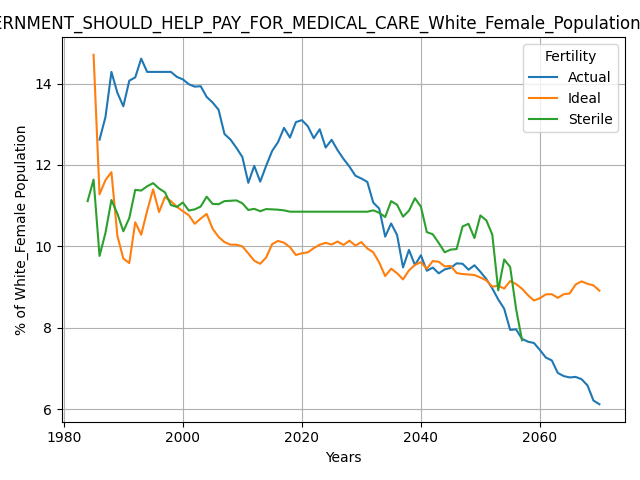 ERNMENT_SHOULD_HELP_PAY_FOR_MEDICAL_CARE_White_Female_Population
Fertility
Actual
Ideal
Sterile
% of White_Female Population
14
12
10
8
6
1980
2000
2020
2040
2060
Years